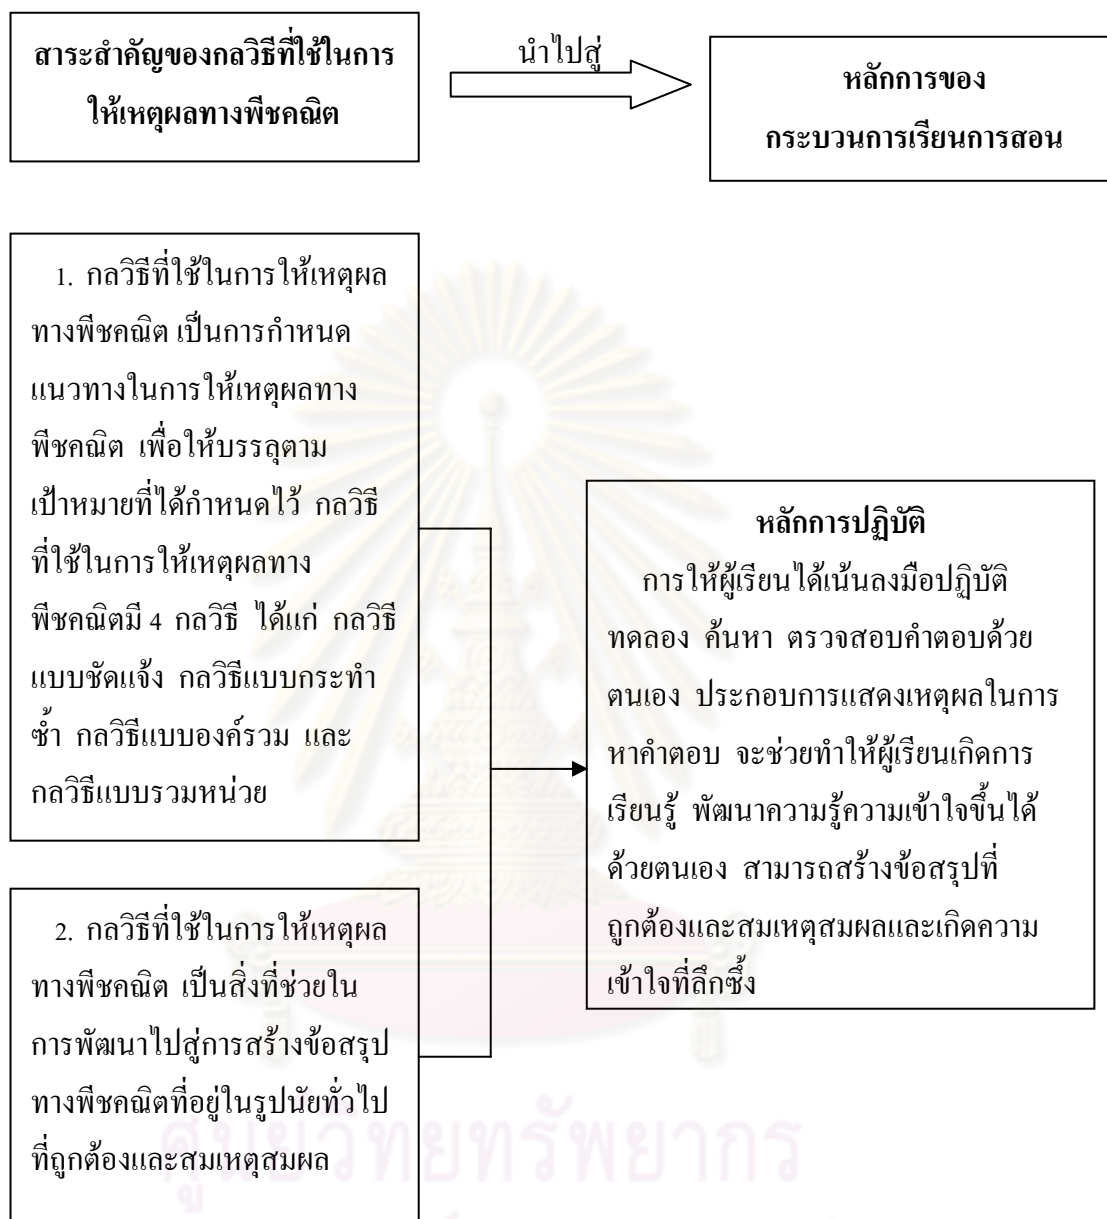 สาระสำคัญของกลวิธีที่ใช้ในการ
ให้เหตุผลทางพีชคณิต
นำไปสู่
หลักการของ
กระบวนการเรียนการสอน
1. กลวิธีที่ใช้ในการให้เหตุผล
ทางพีชคณิต เป็นการกำหนด
แนวทางในการให้เหตุผลทาง
พีชคณิต เพื่อให้บรรลุตาม
เป้าหมายที่ได้กำหนดไว้ กลวิธี
ที่ใช้ในการให้เหตุผลทาง
พีชคณิตมี 4 กลวิธี ได้แก่ กลวิธี
แบบชัดแจ้ง กลวิธีแบบกระทำ
ซ้ำ กลวิธีแบบองค์รวม และ
กลวิธีแบบรวมหน่วย
2. กลวิธีที่ใช้ในการให้เหตุผล
ทางพีชคณิต เป็นสิ่งที่ช่วยใน
การพัฒนาไปสู่การสร้างข้อสรุป
ทางพีชคณิตที่อยู่ในรูปนัยทั่วไป
ที่ถูกต้องและสมเหตุสมผล
หลักการปฏิบัติ
การให้ผู้เรียนได้เน้นลงมือปฏิบัติ
ทดลอง ค้นหา ตรวจสอบคำตอบด้วย
ตนเอง ประกอบการแสดงเหตุผลในการ
หาคำตอบ จะช่วยทำให้ผู้เรียนเกิดการ
เรียนรู้ พัฒนาความรู้ความเข้าใจขึ้นได้
ด้วยตนเอง สามารถสร้างข้อสรุปที่
ถูกต้องและสมเหตุสมผลและเกิดความ
เข้าใจที่ลึกซึ้ง
ศูนย์วิทยทรัพยากร